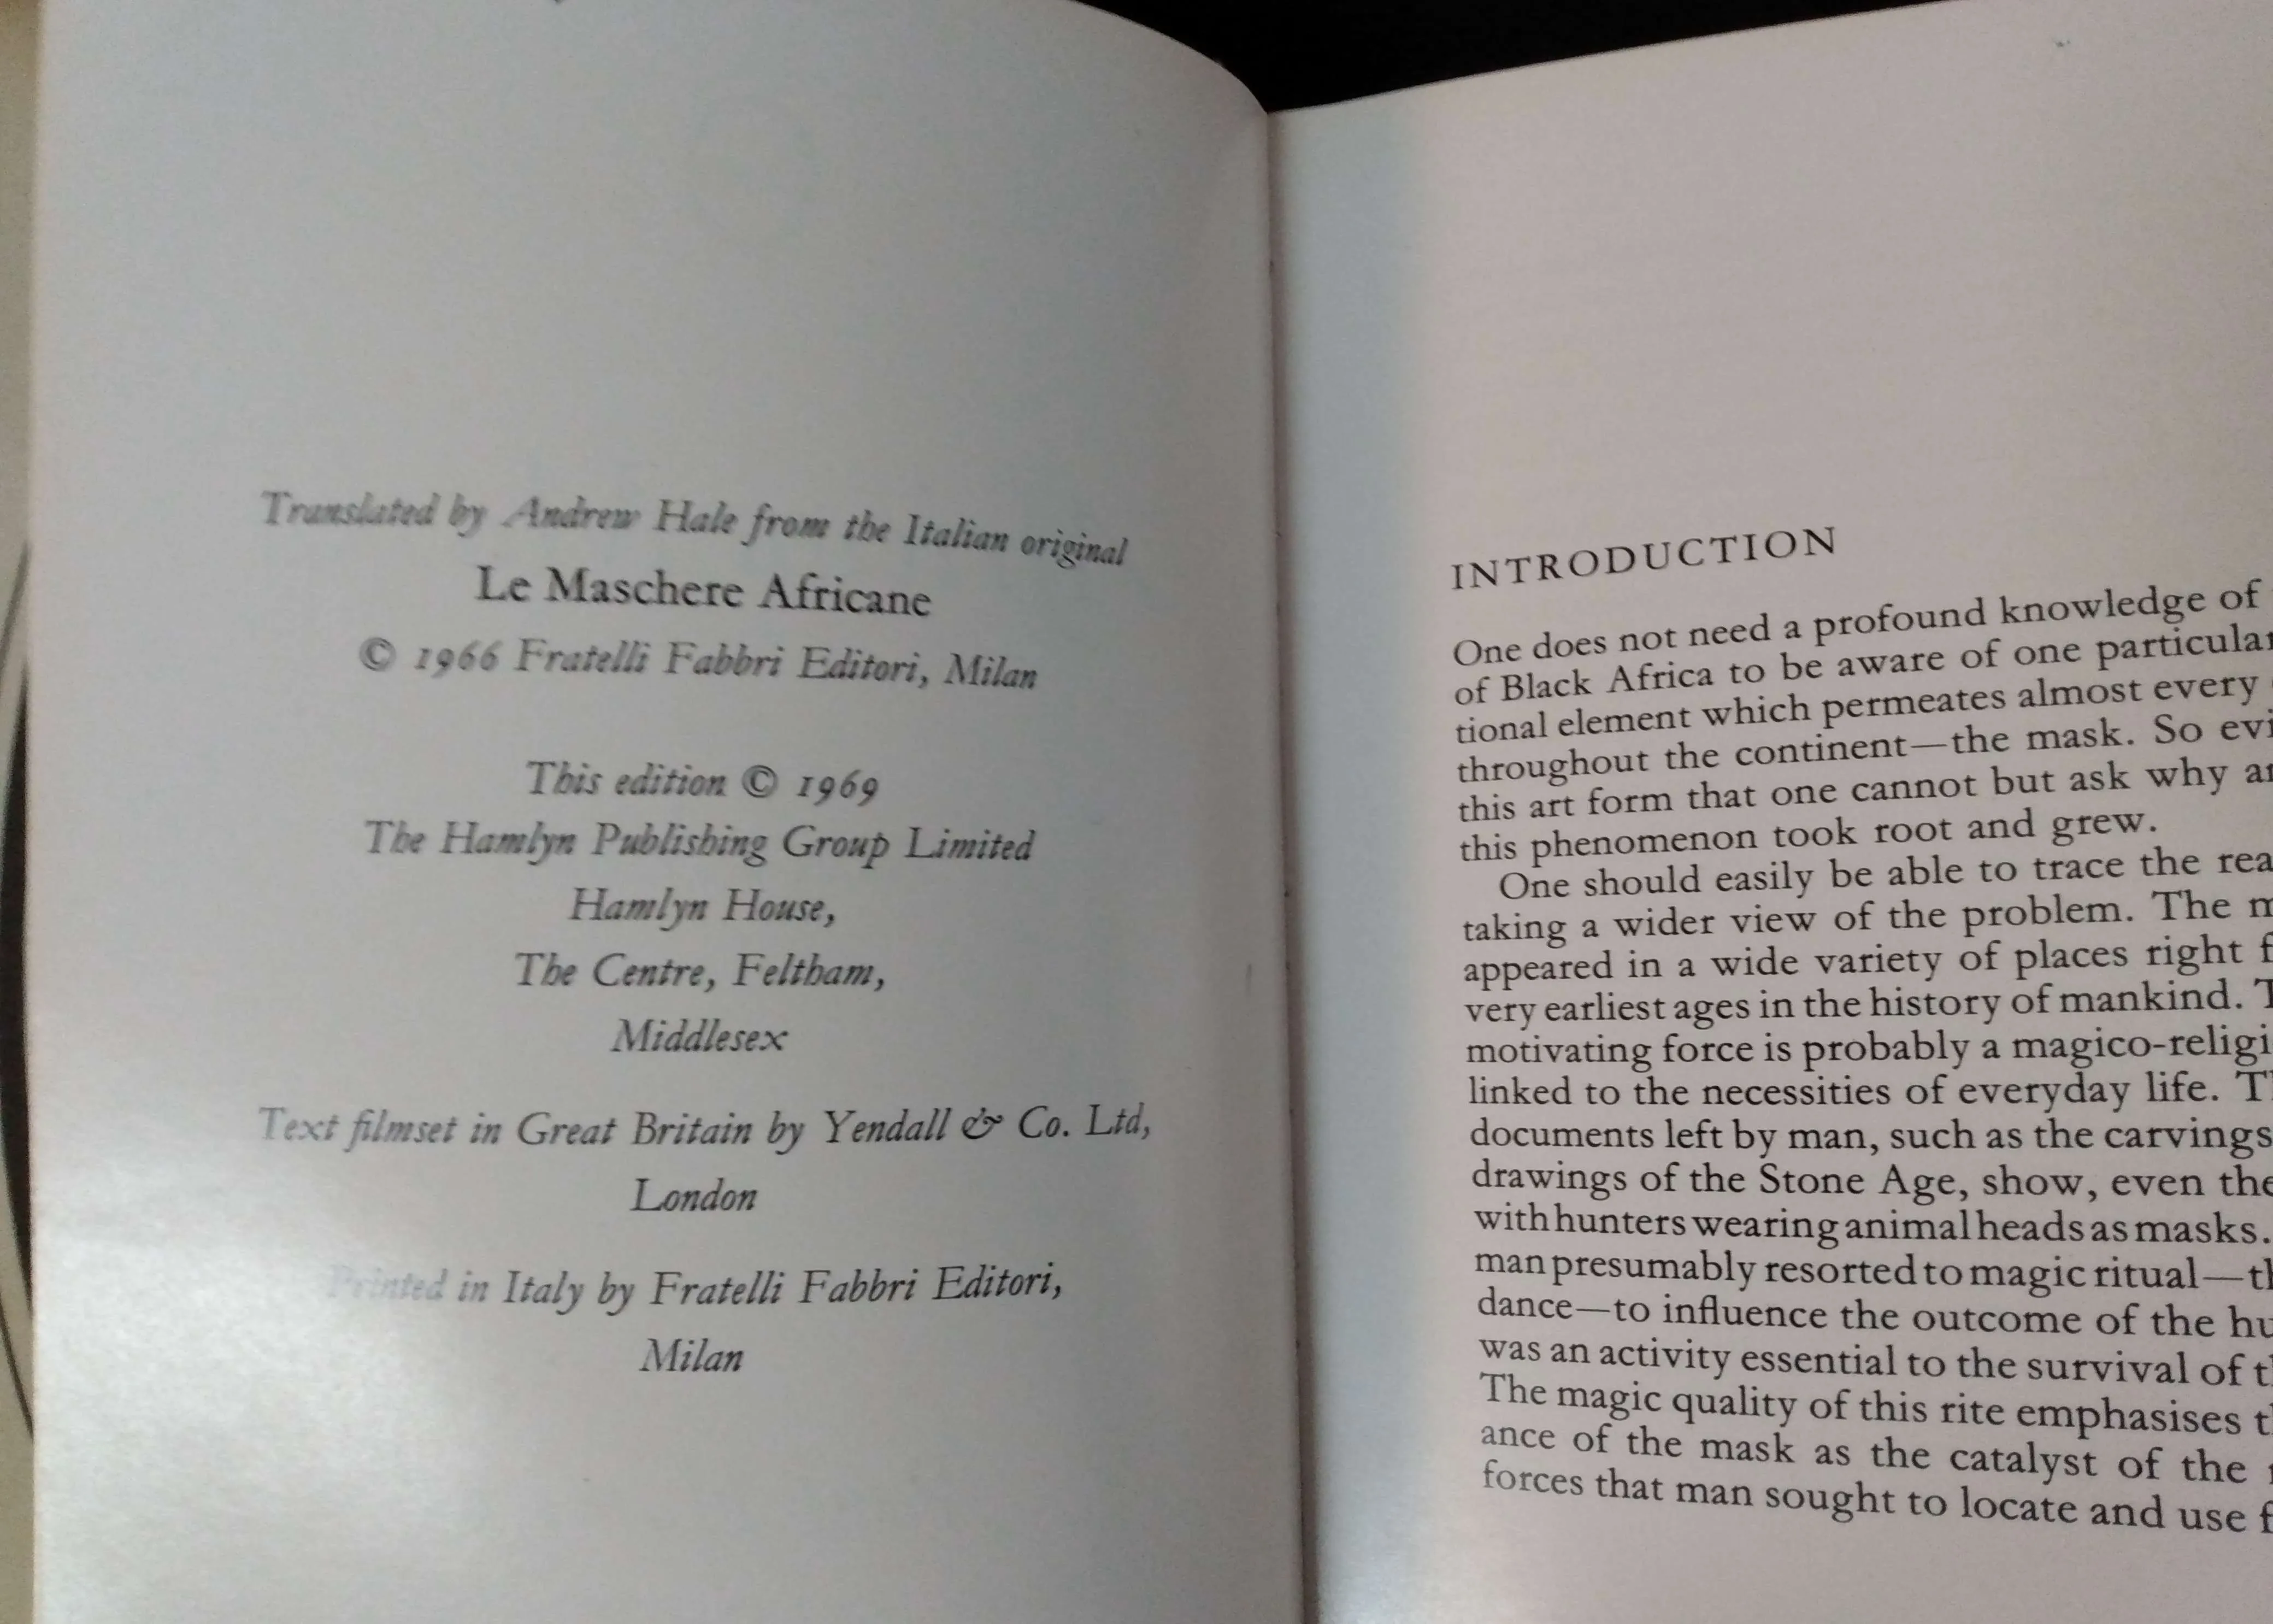 Translated by Andrew Hale from the Italian original
Le Maschere Africane
© 1966 Fratelli Fabbri Editori, Milan
This edition © 1969
The Hamlyn Publishing Group Limited
Hamlyn House,
The Centre, Feltham,
Middlesex
Text filmset in Great Britain by Yendall & Co. Ltd,
London
Printed in Italy by Fratelli Fabbri Editori,
Milan
INTRODUCTION
One does not need a profound knowledge of
of Black Africa to be aware of one particular
tional element which permeates almost every
throughout the continent—the mask. So evi
this art form that one cannot but ask why an
this phenomenon took root and grew.
One should easily be able to trace the rea
taking a wider view of the problem. The m
appeared in a wide variety of places right f
very earliest ages in the history of mankind. T
motivating force is probably a magico-religi
linked to the necessities of everyday life. Th
documents left by man, such as the carvings
drawings of the Stone Age, show, even the
with hunters wearing animal heads as masks.
man presumably resorted to magic ritual—th
dance—to influence the outcome of the hu
was an activity essential to the survival of th
The magic quality of this rite emphasises t
ance of the mask as the catalyst of the
forces that man sought to locate and use f